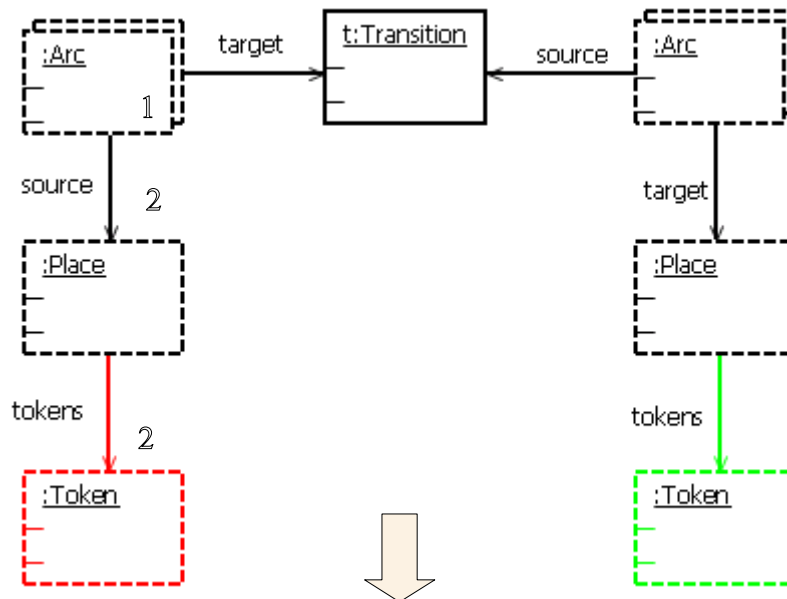 :Arc
target
t:Transition
source
:Arc
1
source
2
target
:Place
:Place
tokens
2
tokens
:Token
:Token